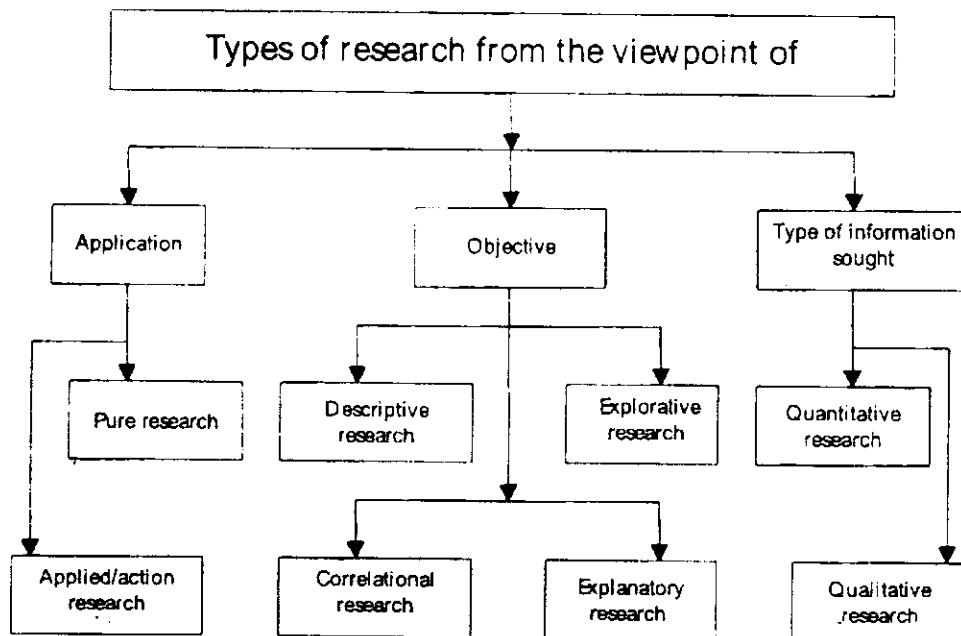 Types of research from the viewpoint of
Application
Objective
Type of information
sought
Pure research
Descriptive
research
Explorative
research
Quantitative
research
Applied/action
research
Correlational
research
Explanatory
research
Qualitative
research